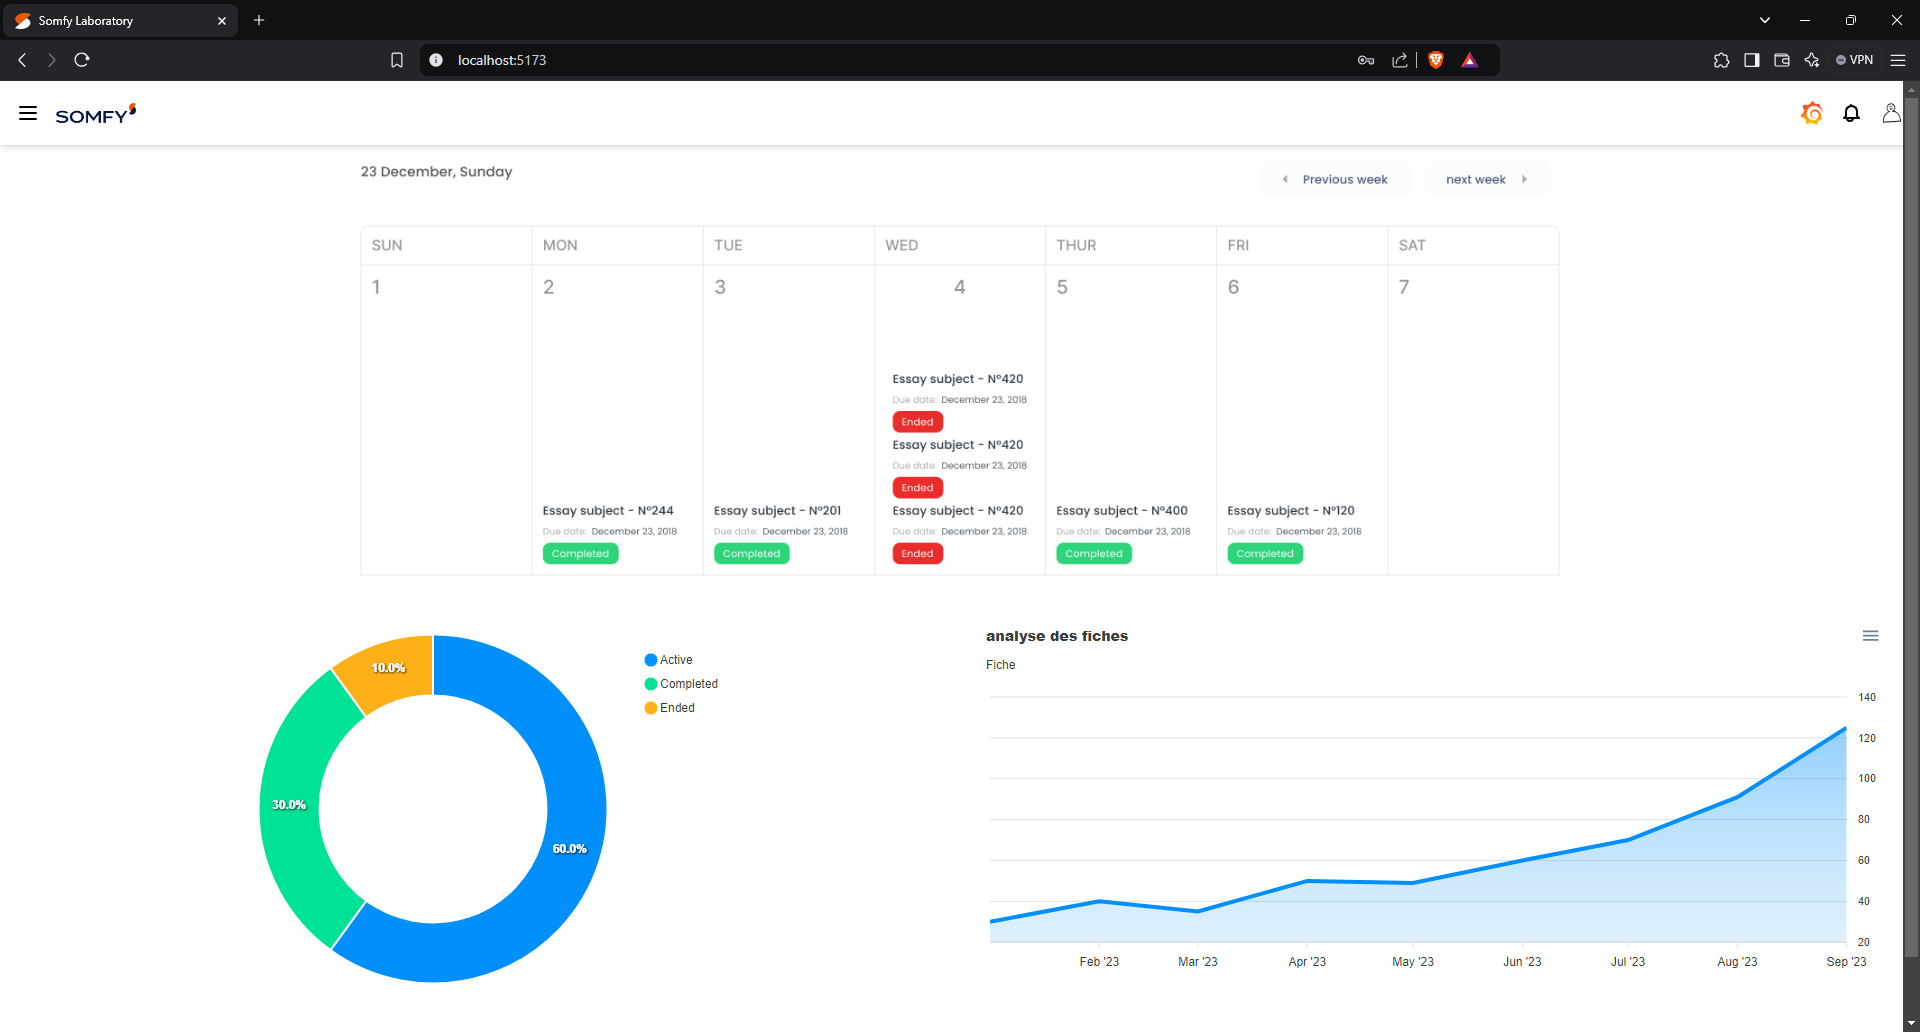 Somfy Laboratory
localhost:5173
VPN
SOMFY
23 December, Sunday
Previous week
next week
SUN MON TUE WED THUR FRI SAT
1 2 3 4 5 6 7
Essay subject - N°420
Due date: December 23, 2018
Ended
Essay subject - N°420
Due date: December 23, 2018
Ended
Essay subject - N°244 Essay subject - N°201 Essay subject - N°420 Essay subject - N°400 Essay subject - N°120
Due date: December 23, 2018 Due date: December 23, 2018 Due date: December 23, 2018 Due date: December 23, 2018 Due date: December 23, 2018
Completed Completed Ended Completed Completed
10.0%
30.0%
60.0%
Active
Completed
Ended
analyse des fiches
Fiche
140
120
100
80
60
40
20
Feb '23 Mar '23 Apr '23 May '23 Jun '23 Jul '23 Aug '23 Sep '23